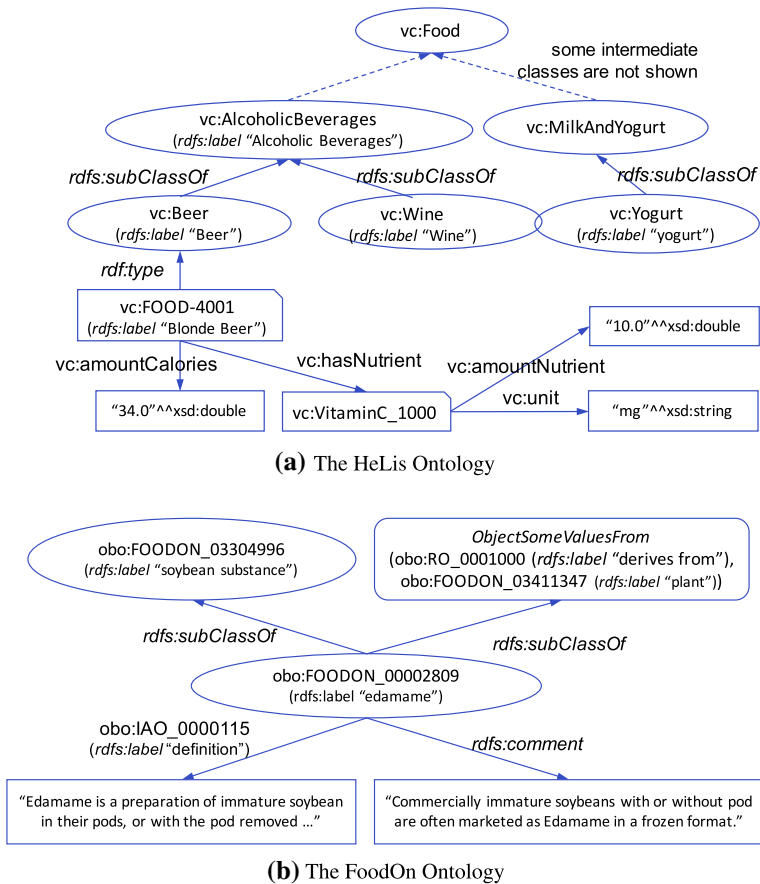 vc:Food
some intermediate
classes are not shown
vc:AlcoholicBeverages
(rdfs:label “Alcoholic Beverages”)
vc:MilkAndYogurt
rdfs:subClassOf
rdfs:subClassOf
rdfs:subClassOf
vc:Beer
(rdfs:label “Beer”)
vc:Wine
(rdfs:label “Wine”)
vc:Yogurt
(rdfs:label “yogurt”)
rdf:type
vc:FOOD-4001
(rdfs:label “Blonde Beer”)
“10.0”^^xsd:double
vc:amountCalories
vc:hasNutrient
vc:amountNutrient
vc:unit
“34.0”^^xsd:double
vc:VitaminC_1000
“mg”^^xsd:string
(a) The HeLis Ontology
obo:FOODON_03304996
(rdfs:label “soybean substance”)
ObjectSomeValuesFrom
(obo:RO_0001000 (rdfs:label “derives from”),
obo:FOODON_03411347 (rdfs:label “plant”))
rdfs:subClassOf
rdfs:subClassOf
obo:FOODON_00002809
(rdfs:label “edamame”)
obo:IAO_0000115
(rdfs:label “definition”)
rdfs:comment
“Edamame is a preparation of immature soybean
in their pods, or with the pod removed ...”
“Commercially immature soybeans with or without pod
are often marketed as Edamame in a frozen format.”
(b) The FoodOn Ontology